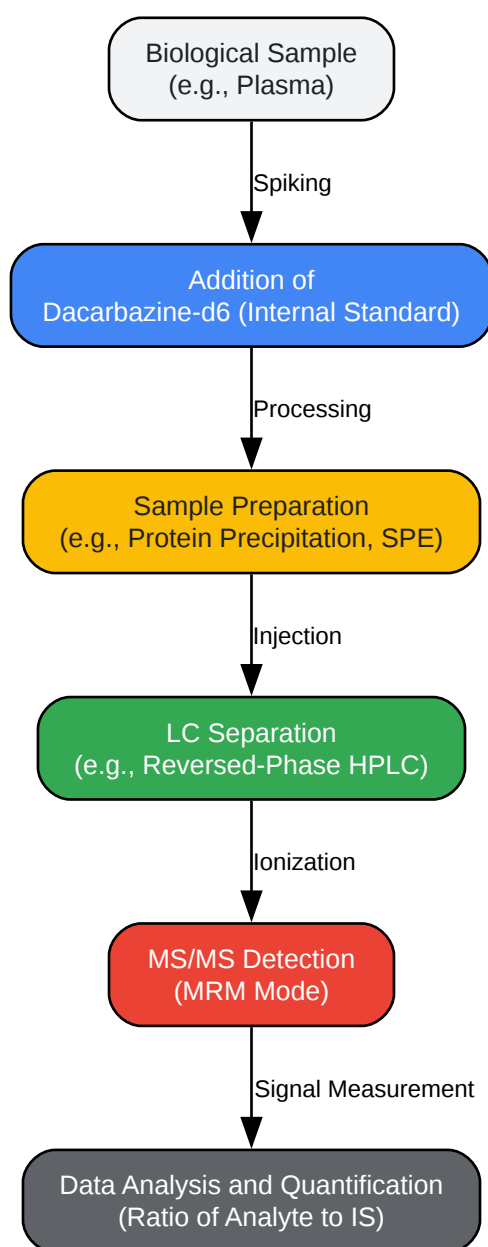 Biological Sample
(e.g., Plasma)
Spiking
Addition of
Dacarbazine-d6 (Internal Standard)
Processing
Sample Preparation
(e.g., Protein Precipitation, SPE)
Injection
LC Separation
(e.g., Reversed-Phase HPLC)
Ionization
MS/MS Detection
(MRM Mode)
Signal Measurement
Data Analysis and Quantification
(Ratio of Analyte to IS)